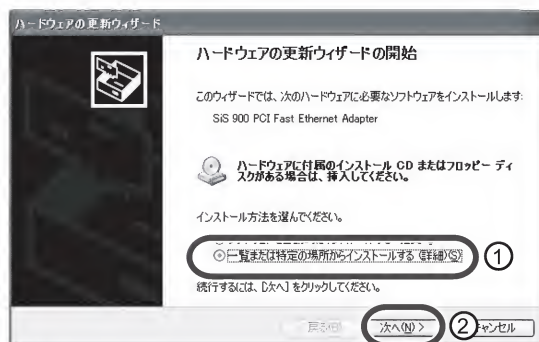 ハードウェアの更新ウィザード
ハードウェアの更新ウィザードの開始
このウィザードでは、次のハードウェアに必要なソフトウェアをインストールします:
SiS 900 PCI Fast Ethernet Adapter
ハードウェアに付属のインストール CD またはフロッピー ディ
スクがある場合は、挿入してください。
インストール方法を選んでください。
一覧または特定の場所からインストールする (詳細)(S)
①
続行するには、[次へ] をクリックしてください。
次へ(N) > ② キャンセル